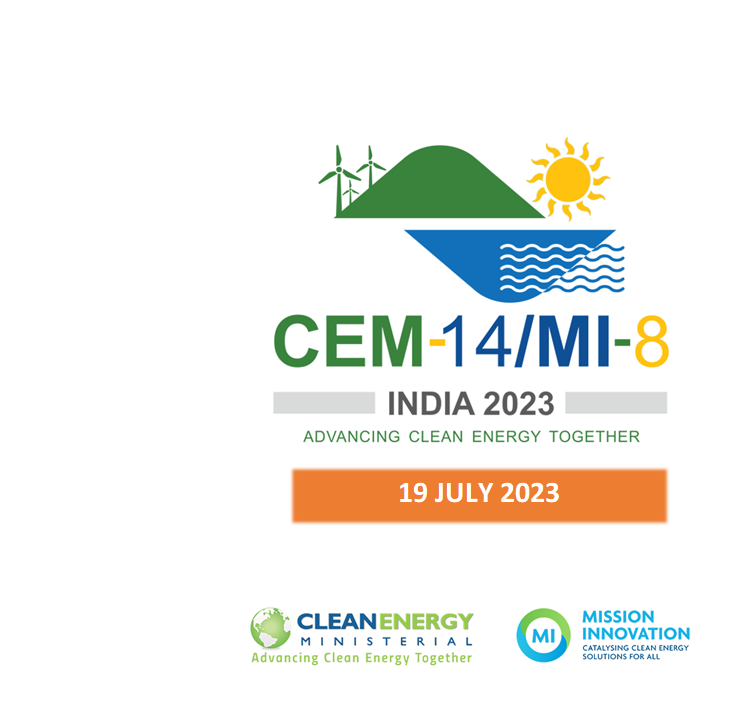 CEM-14/MI-8
INDIA 2023
ADVANCING CLEAN ENERGY TOGETHER
19 JULY 2023
CLEANENERGY
MINISTERIAL
Advancing Clean Energy Together
MI
MISSION
INNOVATION
CATALYSING CLEAN ENERGY
SOLUTIONS FOR ALL